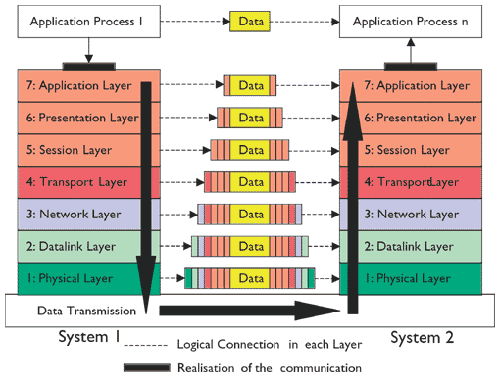 Application Process 1
Data
Application Process n
7: Application Layer
Data
7: Application Layer
6: Presentation Layer
Data
6: Presentation Layer
5: Session Layer
Data
5: Session Layer
4: Transport Layer
Data
4: TransportLayer
3: Network Layer
Data
3: Network Layer
2: Datalink Layer
Data
2: Datalink Layer
1: Physical Layer
Data
1: Physical Layer
Data Transmission
System 1
System 2
Logical Connection in each Layer
Realisation of the communication